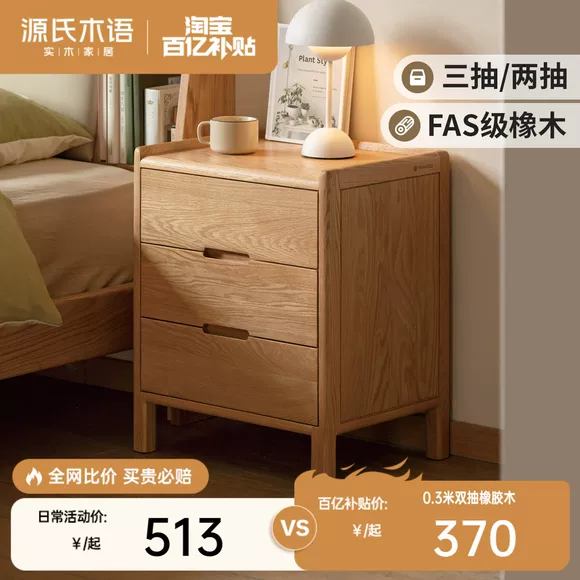 源氏木语
实木家居
淘宝
百亿补贴
Plant Style
三抽/两抽
FAS级橡木
全网比价 买贵必赔
日常活动价:
¥/起
513
VS
百亿补贴价:
¥/起
0.3米双抽橡胶木
370